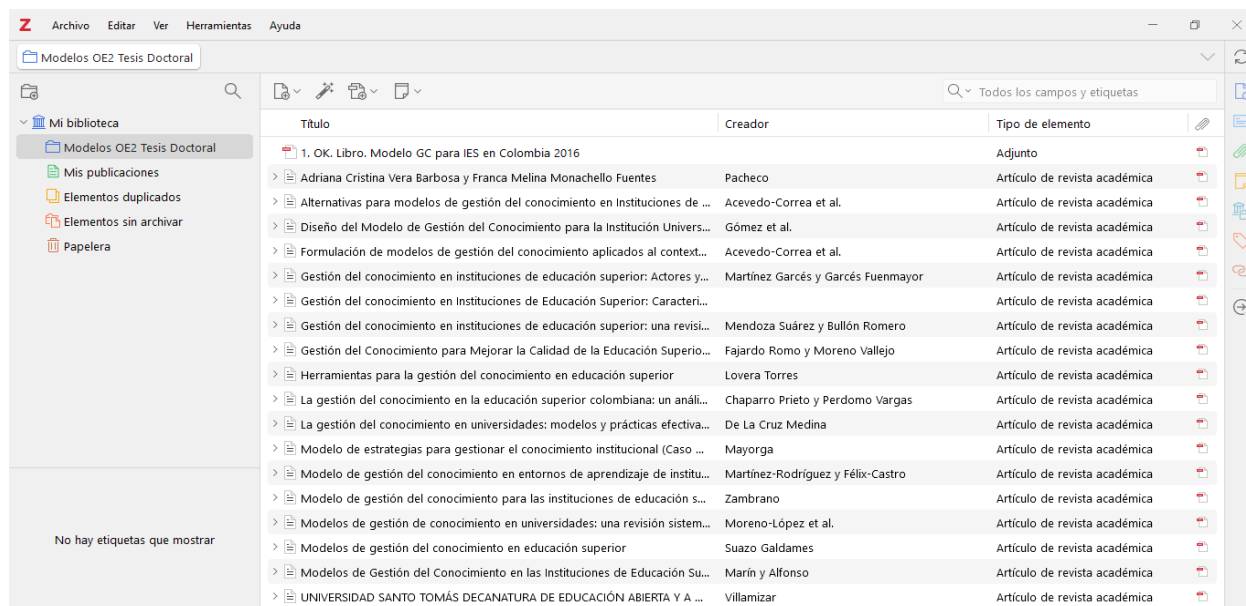 Z Archivo Editar Ver Herramientas Ayuda
Modelos OE2 Tesis Doctoral
Todos los campos y etiquetas
Mi biblioteca
Modelos OE2 Tesis Doctoral
Mis publicaciones
Elementos duplicados
Elementos sin archivar
Papelera
No hay etiquetas que mostrar
Título Creador Tipo de elemento
1. OK. Libro. Modelo GC para IES en Colombia 2016 Adjunto
Adriana Cristina Vera Barbosa y Franca Melina Monachello Fuentes Pacheco Artículo de revista académica
Alternativas para modelos de gestión del conocimiento en Instituciones de ... Acevedo-Correa et al. Artículo de revista académica
Diseño del Modelo de Gestión del Conocimiento para la Institución Univers... Gómez et al. Artículo de revista académica
Formulación de modelos de gestión del conocimiento aplicados al context... Acevedo-Correa et al. Artículo de revista académica
Gestión del conocimiento en instituciones de educación superior: Actores y... Martínez Garcés y Garcés Fuenmayor Artículo de revista académica
Gestión del conocimiento en Instituciones de Educación Superior: Caracteri... Artículo de revista académica
Gestión del conocimiento en instituciones de educación superior: una revisi... Mendoza Suárez y Bullón Romero Artículo de revista académica
Gestión del Conocimiento para Mejorar la Calidad de la Educación Superio... Fajardo Romo y Moreno Vallejo Artículo de revista académica
Herramientas para la gestión del conocimiento en educación superior Lovera Torres Artículo de revista académica
La gestión del conocimiento en la educación superior colombiana: un análi... Chaparro Prieto y Perdomo Vargas Artículo de revista académica
La gestión del conocimiento en universidades: modelos y prácticas efectiva... De La Cruz Medina Artículo de revista académica
Modelo de estrategias para gestionar el conocimiento institucional (Caso ... Mayorga Artículo de revista académica
Modelo de gestión del conocimiento en entornos de aprendizaje de institu... Martínez-Rodríguez y Félix-Castro Artículo de revista académica
Modelo de gestión del conocimiento para las instituciones de educación s... Zambrano Artículo de revista académica
Modelos de gestión de conocimiento en universidades: una revisión sistem... Moreno-López et al. Artículo de revista académica
Modelos de gestión del conocimiento en educación superior Suazo Galdames Artículo de revista académica
Modelos de Gestión del Conocimiento en las Instituciones de Educación Su... Marín y Alfonso Artículo de revista académica
UNIVERSIDAD SANTO TOMÁS DECANATURA DE EDUCACIÓN ABIERTA Y A ... Villamizar Artículo de revista académica